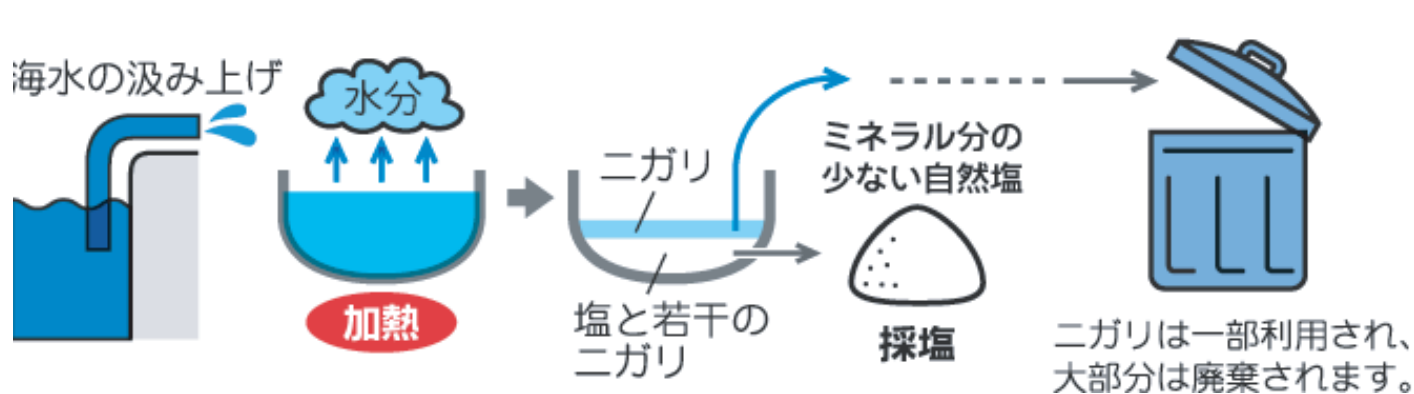 海水の汲み上げ
水分
加熱
ニガリ
塩と若干の
ニガリ
ミネラル分の
少ない自然塩
採塩
ニガリは一部利用され、
大部分は廃棄されます。